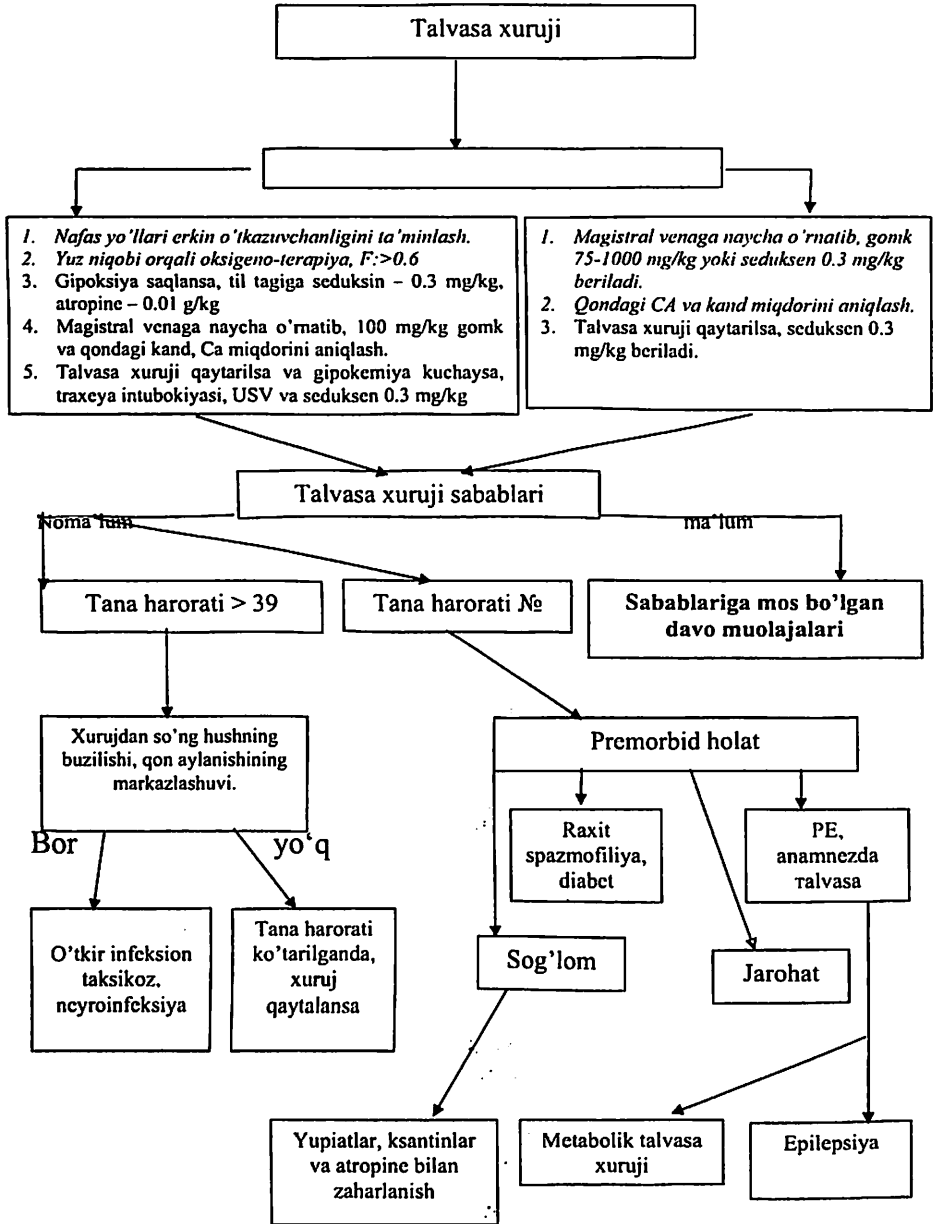 Talvasa xuruji
1. Nafas yo'llari erkin o'tkazuvchanligini ta'minlash.
2. Yuz niqobi orqali oksigeno-terapiya, F:>0.6
3. Gipoksiya saqlansa, til tagiga seduksin – 0.3 mg/kg,
atropine – 0.01 g/kg
4. Magistral venaga naycha o'rnatib, 100 mg/kg gomk
va qondagi kand, Ca miqdorini aniqlash.
5. Talvasa xuruji qaytarilsa va gipokemiya kuchaysa,
traxeya intubokiyasi, USV va seduksen 0.3 mg/kg
1. Magistral venaga naycha o'rnatib, gomk
75-1000 mg/kg yoki seduksen 0.3 mg/kg
beriladi.
2. Qondagi CA va kand miqdorini aniqlash.
3. Talvasa xuruji qaytarilsa, seduksen 0.3
mg/kg beriladi.
Talvasa xuruji sabablari
Noma'lum
ma'lum
Tana harorati > 39
Tana harorati №
Sabablariga mos bo'lgan
davo muolajalari
Xurujdan so'ng hushning
buzilishi, qon aylanishining
markazlashuvi.
Premorbid holat
Bor
yo'q
Raxit
spazmofiliya,
diabet
PE,
anamnezda
талvasa
O'tkir infeksion
taksikoz,
neyroinfeksiya
Tana harorati
ko'tarilganda,
xuruj
qaytalansa
Sog'lom
Jarohat
Yupiatlar, ksantinlar
va atropine bilan
zaharlanish
Metabolik talvasa
xuruji
Epilepsiya